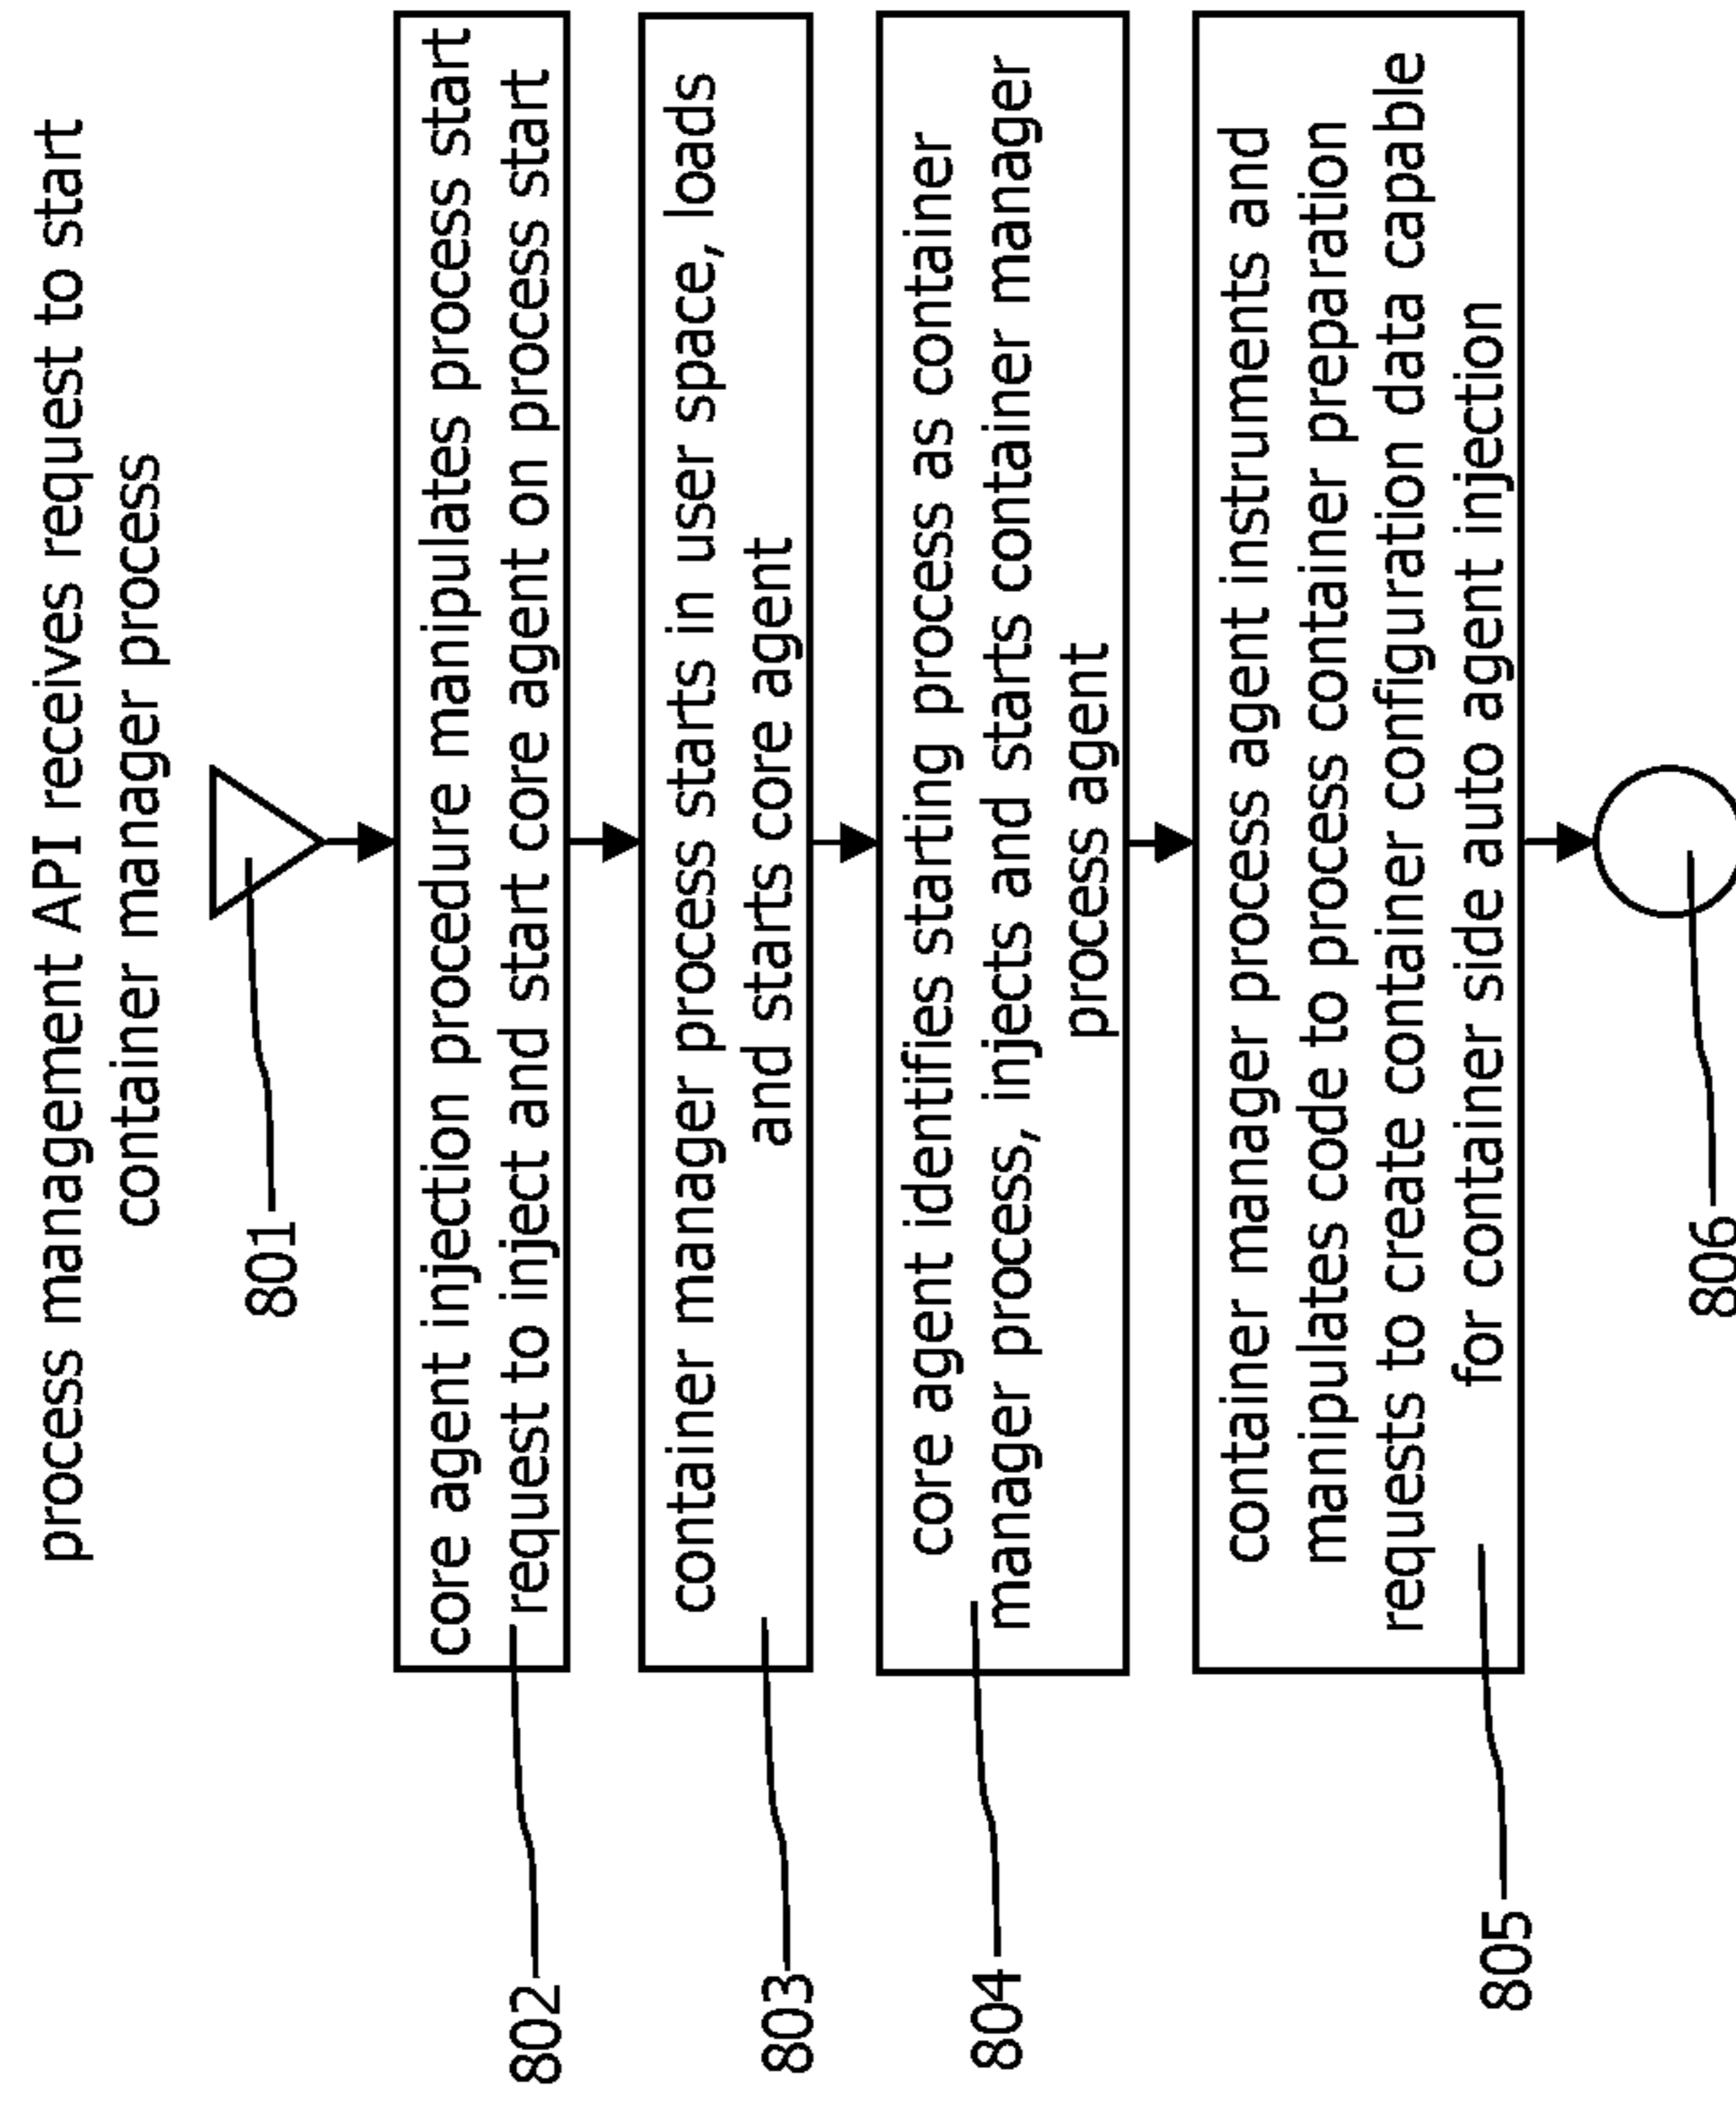 process management API receives request to start
container manager process
801
core agent injection procedure manipulates process start
request to inject and start core agent on process start
802
container manager process starts in user space, loads
and starts core agent
803
core agent identifies starting process as container
manager process, injects and starts container manager
process agent
804
container manager process agent instruments and
manipulates code to process container preparation
requests to create container configuration data capable
for container side auto agent injection
805
806